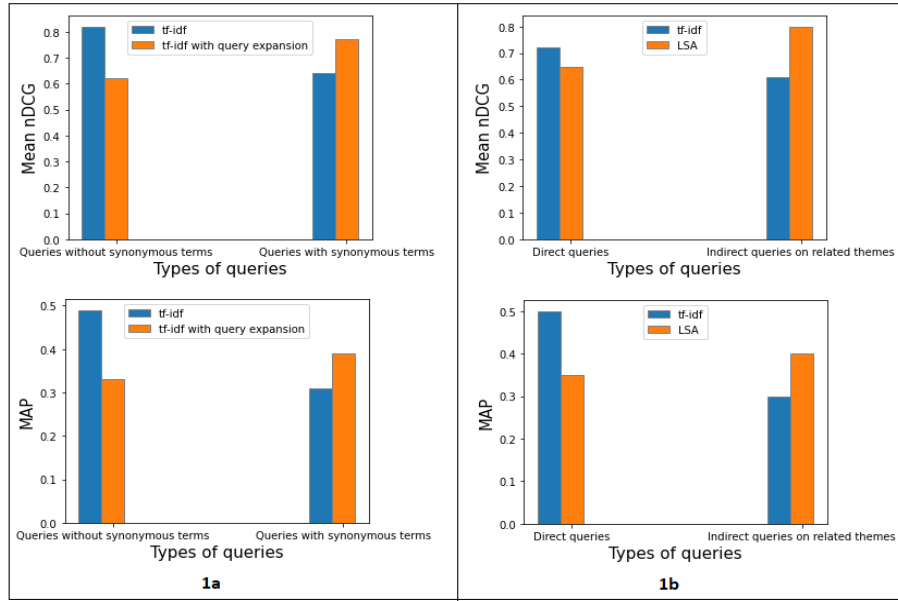 tf-idf
tf-idf with query expansion
Mean nDCG
0.8
0.7
0.6
0.5
0.4
0.3
0.2
0.1
0.0
Queries without synonymous terms
Queries with synonymous terms
Types of queries
tf-idf
LSA
Mean nDCG
0.8
0.7
0.6
0.5
0.4
0.3
0.2
0.1
0.0
Direct queries
Indirect queries on related themes
Types of queries
tf-idf
tf-idf with query expansion
MAP
0.5
0.4
0.3
0.2
0.1
0.0
Queries without synonymous terms
Queries with synonymous terms
Types of queries
1a
tf-idf
LSA
MAP
0.5
0.4
0.3
0.2
0.1
0.0
Direct queries
Indirect queries on related themes
Types of queries
1b